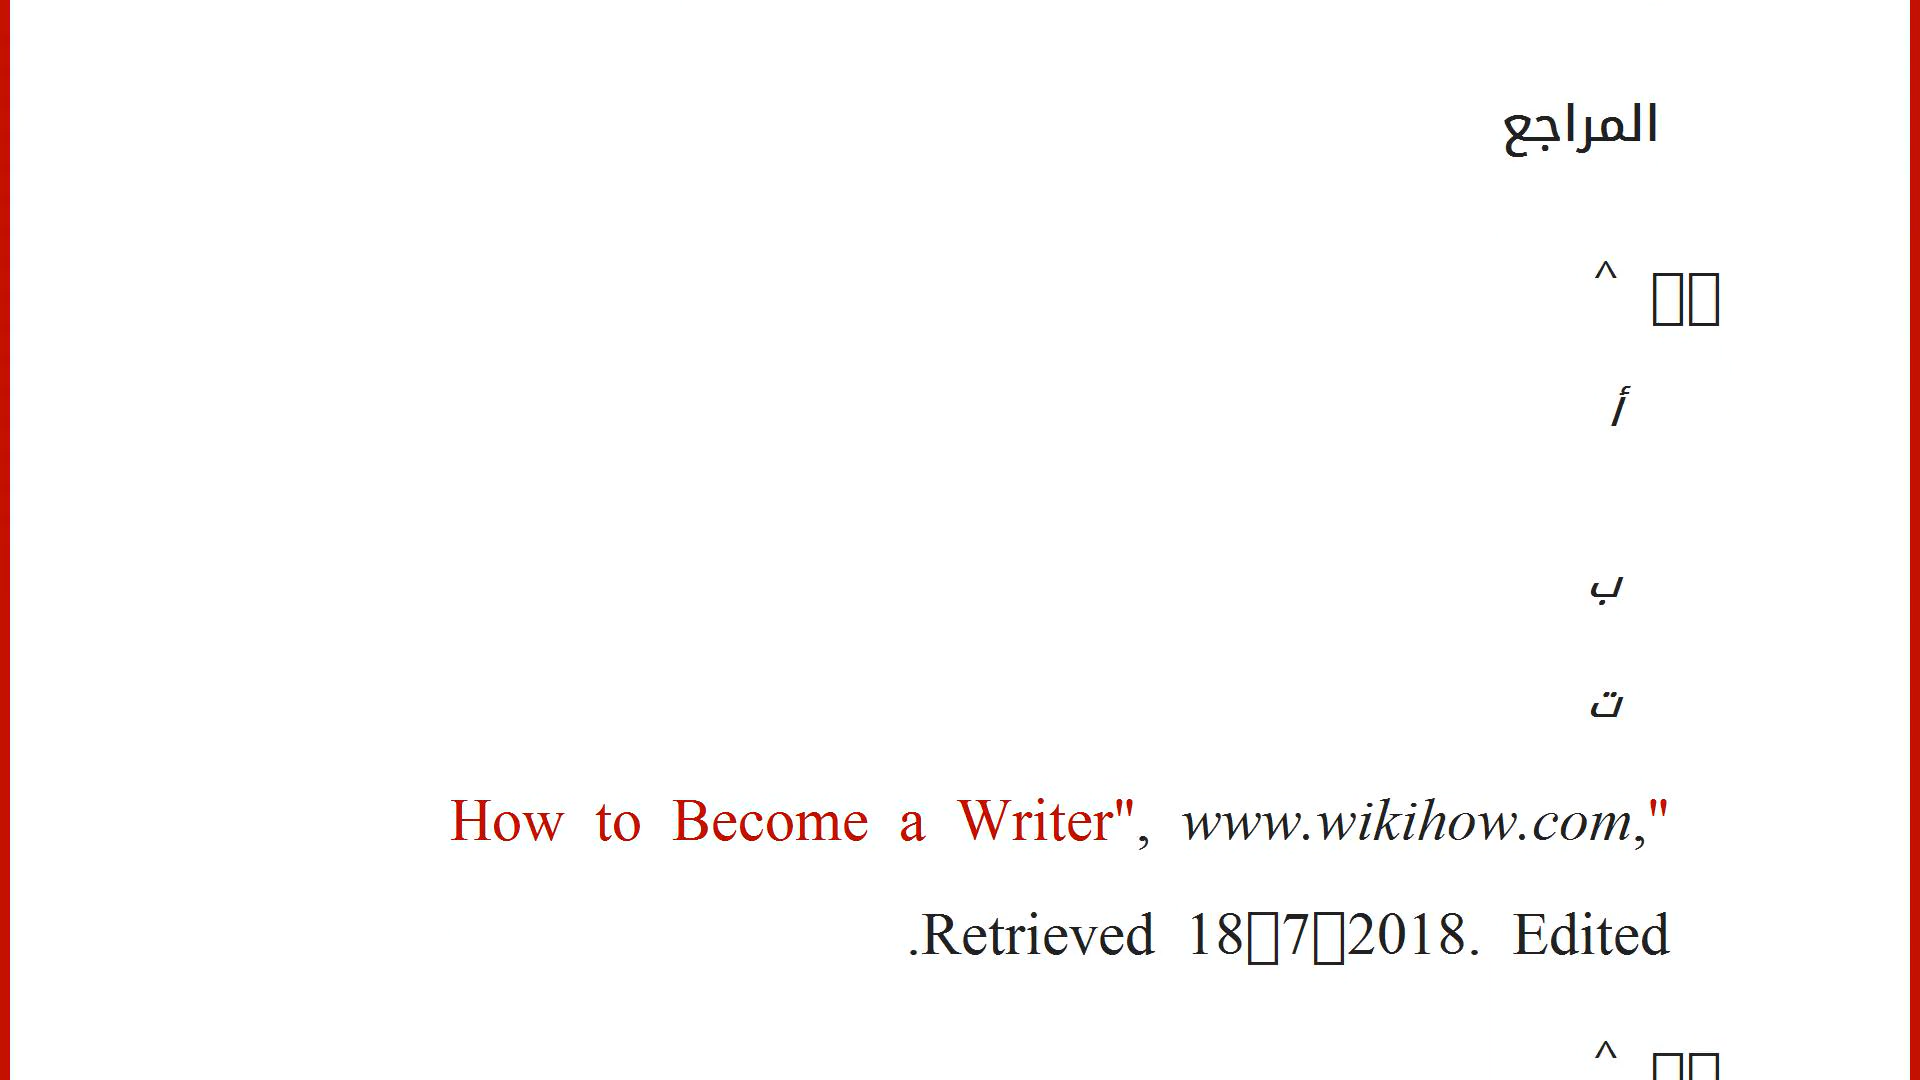 المراجع
▯▯ ^
أ
ب
ت
"How to Become a Writer", www.wikihow.com,
Retrieved 18▯7▯2018. Edited.
▯▯ ^